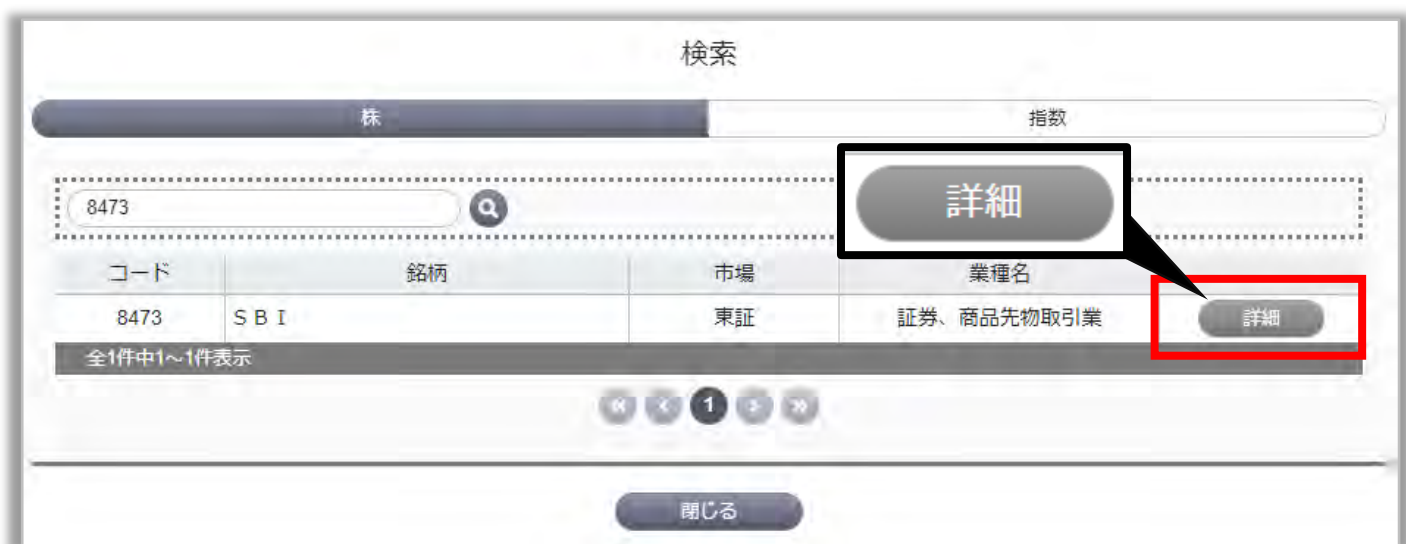 検索
株 指数
8473 詳細
コード 銘柄 市場 業種名
8473 ＳＢＩ 東証 証券、商品先物取引業 詳細
全1件中1～1件表示
« ‹ 1 › »
閉じる